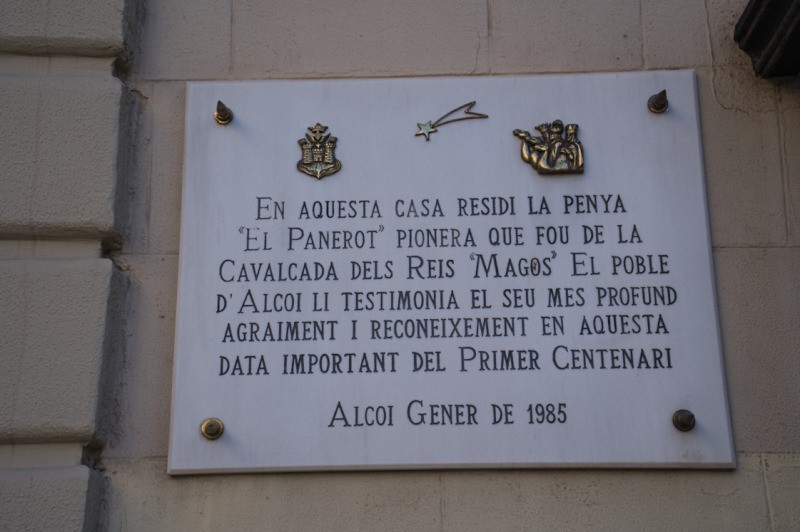 EN AQUESTA CASA RESIDI LA PENYA
"EL PANEROT" PIONERA QUE FOU DE LA
CAVALCADA DELS REIS "MAGOS" EL POBLE
D'ALCOI LI TESTIMONIA EL SEU MES PROFUND
AGRAIMENT I RECONEIXEMENT EN AQUESTA
DATA IMPORTANT DEL PRIMER CENTENARI
ALCOI GENER DE 1985